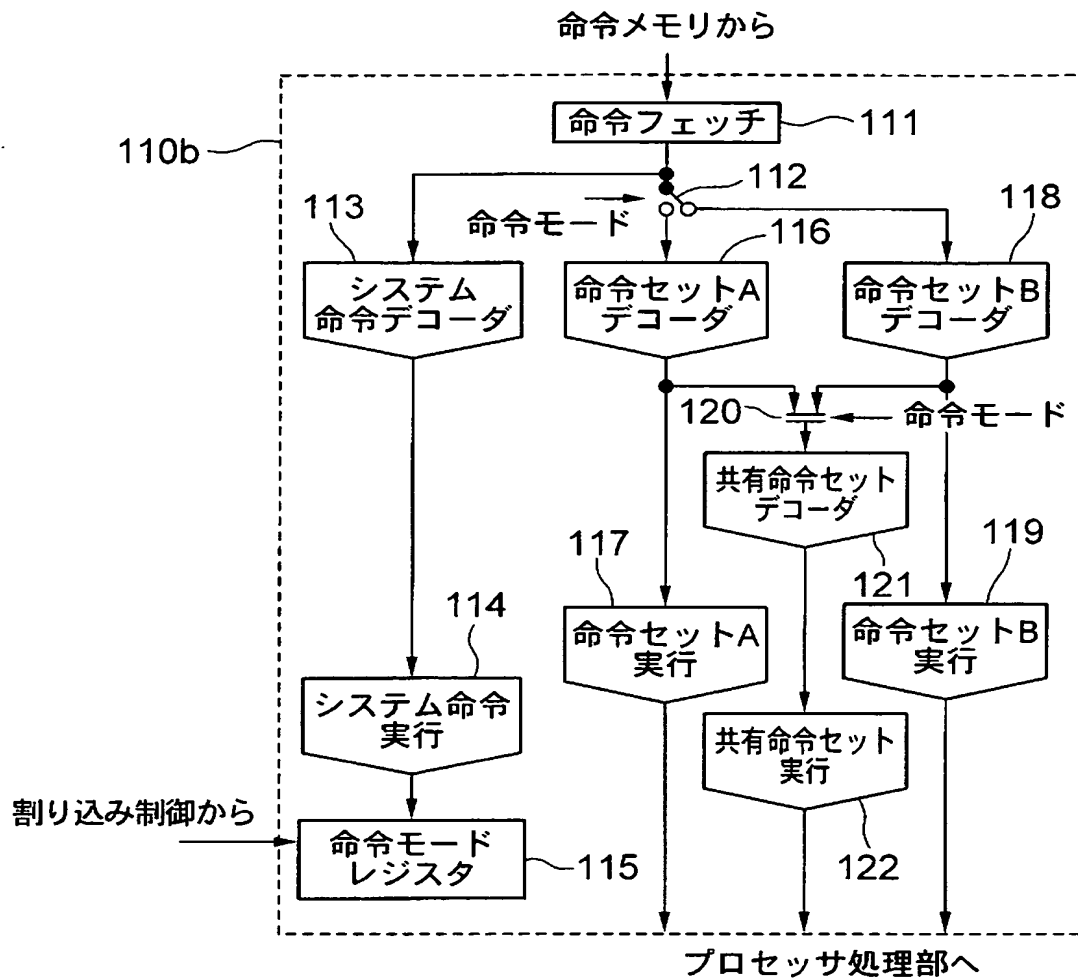 命令メモリから
命令フェッチ
111
110b
112
命令モード
113
116
118
システム
命令デコーダ
命令セットA
デコーダ
命令セットB
デコーダ
120
命令モード
共有命令セット
デコーダ
121
117
119
命令セットA
実行
命令セットB
実行
114
システム命令
実行
共有命令セット
実行
122
割り込み制御から
命令モード
レジスタ
115
プロセッサ処理部へ